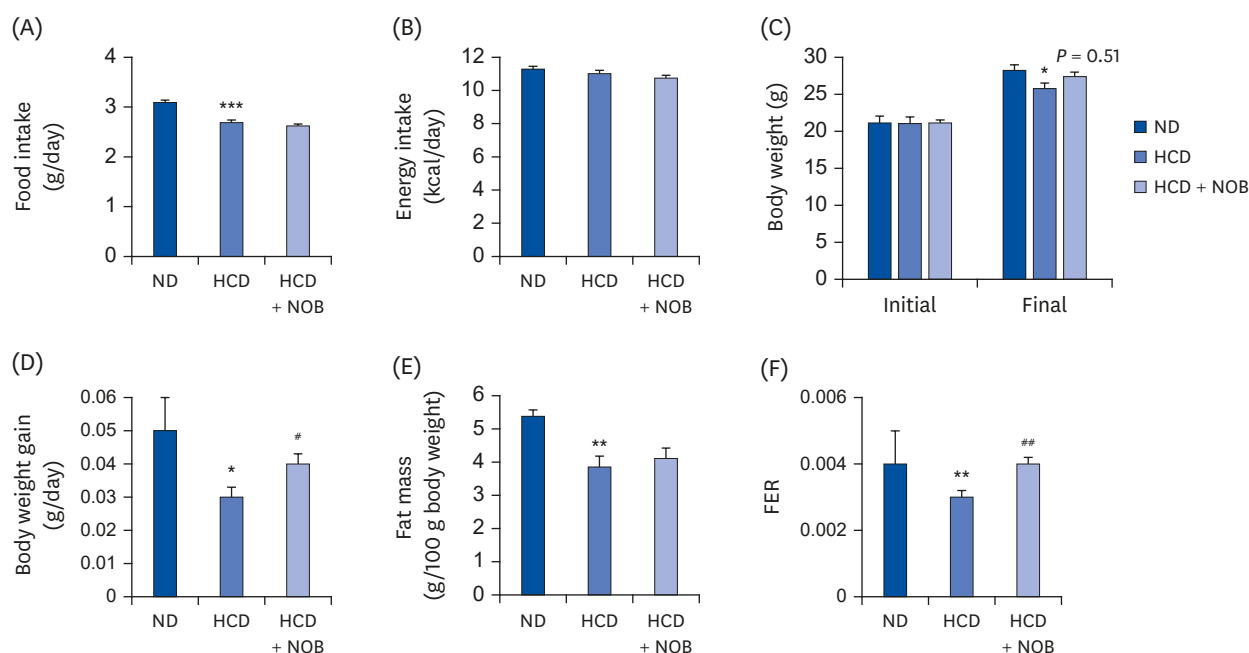 (A)
Food intake
(g/day)
4
3
2
1
0
***
ND
HCD
HCD
+ NOB
(B)
Energy intake
(kcal/day)
12
10
8
6
4
2
0
ND
HCD
HCD
+ NOB
(C)
Body weight (g)
30
25
20
15
10
5
0
*
P = 0.51
Initial
Final
ND
HCD
HCD + NOB
(D)
Body weight gain
(g/day)
0.06
0.05
0.04
0.03
0.02
0.01
0
*
#
ND
HCD
HCD
+ NOB
(E)
Fat mass
(g/100 g body weight)
6
5
4
3
2
1
0
**
ND
HCD
HCD
+ NOB
(F)
FER
0.006
0.004
0.002
0
**
##
ND
HCD
HCD
+ NOB